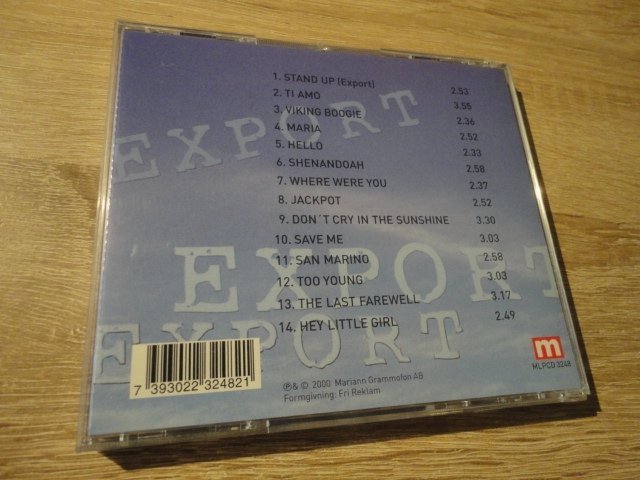 1. STAND UP (Export) 2.53
2. TI AMO 3.55
3. VIKING BOOGIE 2.36
4. MARIA 2.52
5. HELLO 2.33
6. SHENANDOAH 2.58
7. WHERE WERE YOU 2.37
8. JACKPOT 2.52
9. DON´T CRY IN THE SUNSHINE 3.30
10. SAVE ME 3.03
11. SAN MARINO 2.58
12. TOO YOUNG 3.03
13. THE LAST FAREWELL 3.17
14. HEY LITTLE GIRL 2.49
EXPORT
EXPORT
EXPORT
7 393022 324821
℗& © 2000 Mariann Grammofon AB
Formgivning: Fri Reklam
m
MLPCD 3248